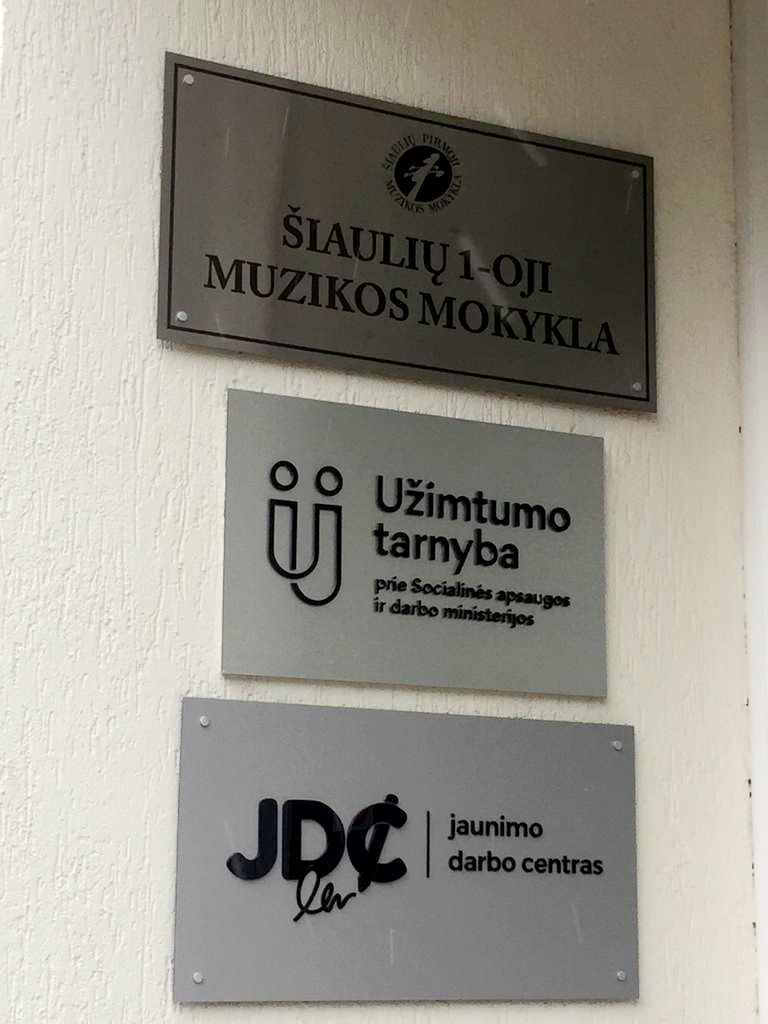 ŠIAULIŲ PIRMOJI
MUZIKOS MOKYKLA
ŠIAULIŲ 1-OJI
MUZIKOS MOKYKLA
Užimtumo
tarnyba
prie Socialinės apsaugos
ir darbo ministerijos
JDC
jaunimo
darbo centras